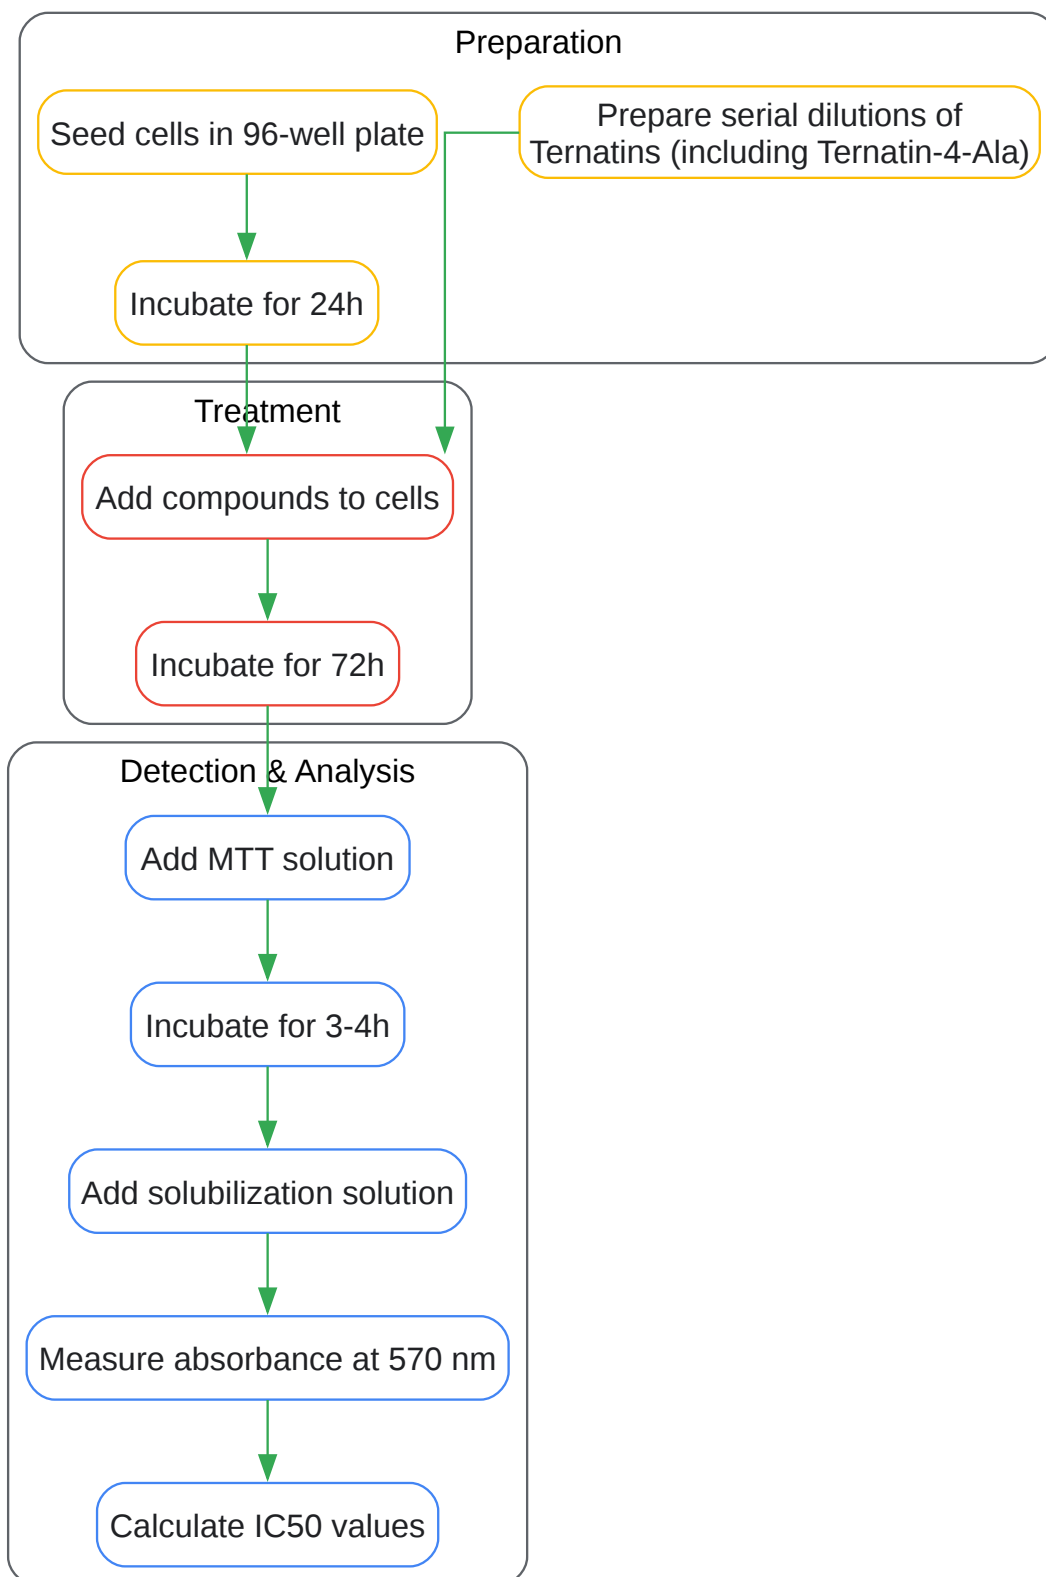 Preparation
Seed cells in 96-well plate
Prepare serial dilutions of
Ternatins (including Ternatin-4-Ala)
Incubate for 24h
Treatment
Add compounds to cells
Incubate for 72h
Detection & Analysis
Add MTT solution
Incubate for 3-4h
Add solubilization solution
Measure absorbance at 570 nm
Calculate IC50 values